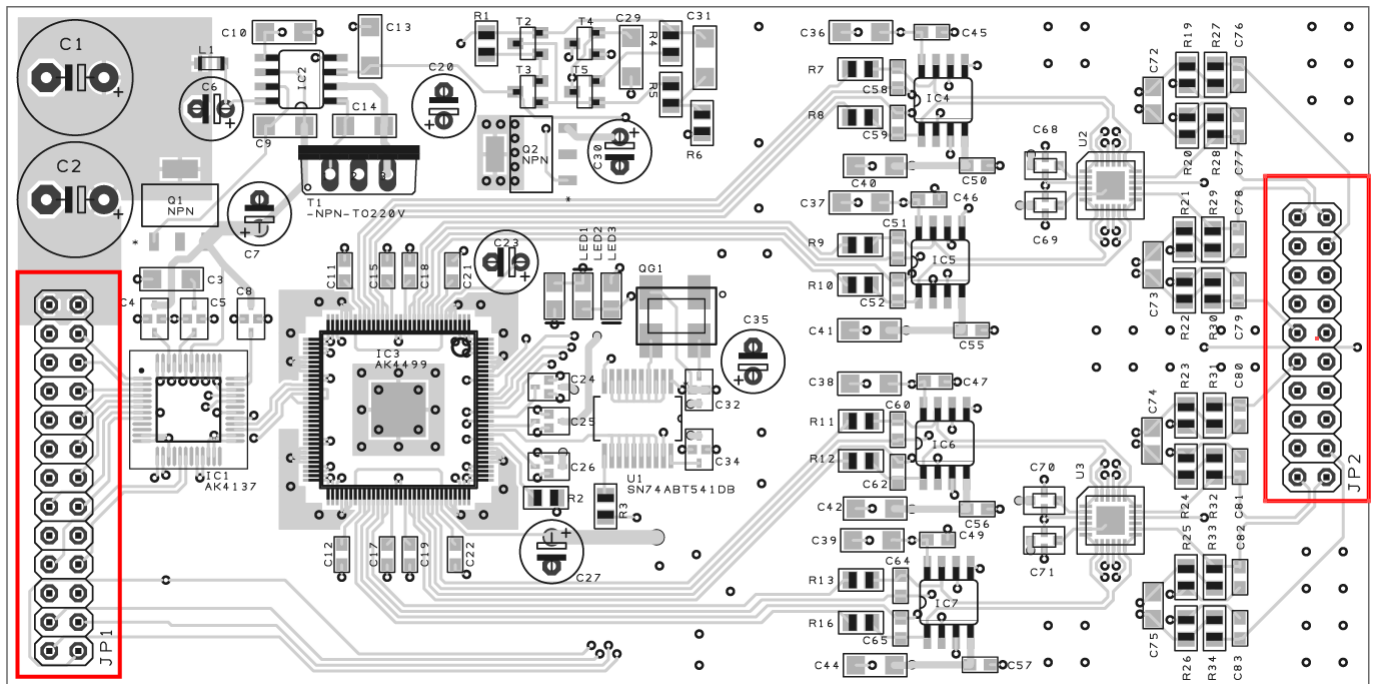 C1
C10
C13
R1
T2
T4
C29
C31
R4
C36
C45
R19
R27
C76
C72
L1
IC2
C20
T3
T5
R5
R7
C58
IC4
C6
C14
C9
R6
R8
C59
C68
U2
R20
R28
C77
C2
Q2
NPN
C30
C40
C50
T1
-NPN-TO220V
Q1
NPN
C7
C37
C46
C51
C69
R21
R29
C78
C23
LED1
LED2
LED3
QG1
R9
IC5
R10
C52
C73
R22
R30
C79
C3
C11
C15
C18
C21
C4
C5
C8
C41
C55
C35
IC3
AK4499
R23
R31
C80
C24
C32
C38
C47
C60
C74
C25
R11
IC6
C26
C34
R12
C62
IC1
AK4137
U1
SN74ABT541DB
R2
R3
C70
U3
R24
R32
C81
JP2
C42
C56
R25
R33
C82
C12
C17
C19
C22
C27
C39
C49
C71
C64
R13
IC7
R16
C65
JP1
C44
C57
C75
R26
R34
C83